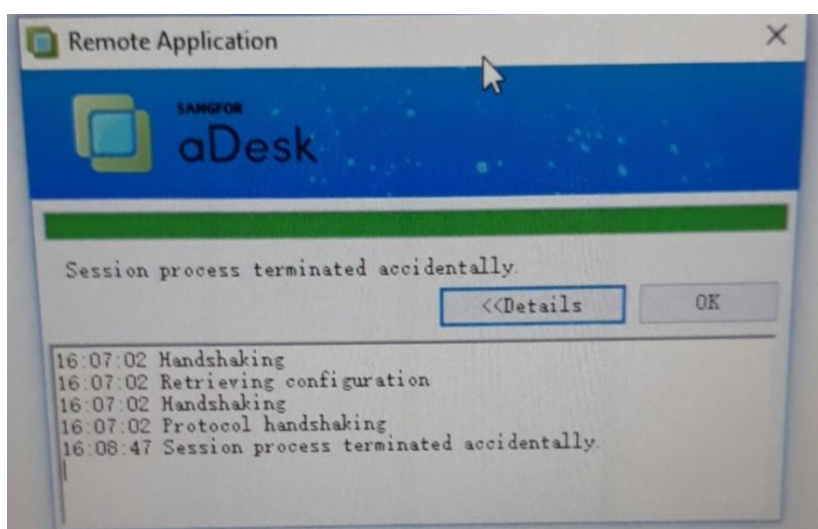 Remote Application
SANGFOR
aDesk
Session process terminated accidentally.
<<Details
OK
16:07:02 Handshaking
16:07:02 Retrieving configuration
16:07:02 Handshaking
16:07:02 Protocol handshaking
16:08:47 Session process terminated accidentally.